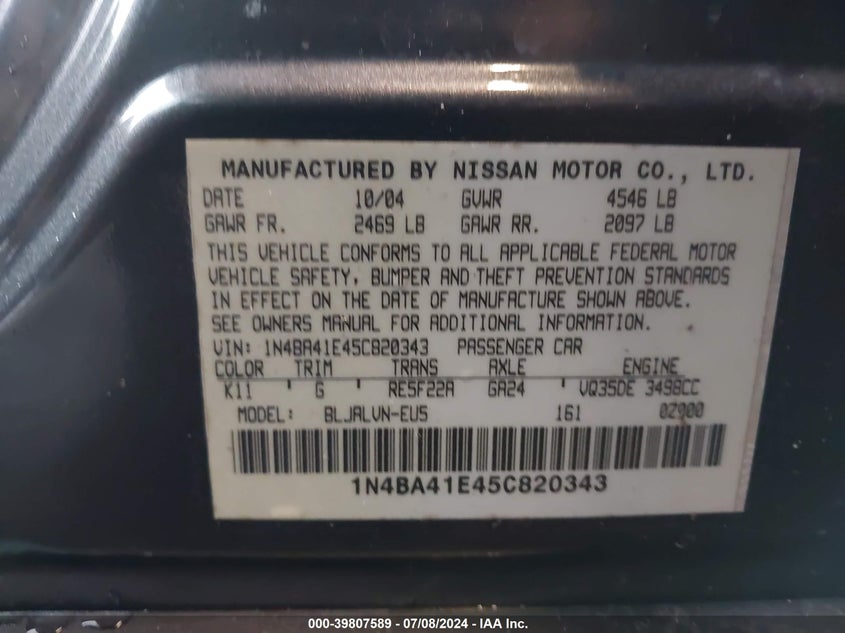 MANUFACTURED BY NISSAN MOTOR CO., LTD.
DATE 10/04 GVWR 4546 LB
GAWR FR. 2469 LB GAWR RR. 2097 LB
THIS VEHICLE CONFORMS TO ALL APPLICABLE FEDERAL MOTOR
VEHICLE SAFETY, BUMPER AND THEFT PREVENTION STANDARDS
IN EFFECT ON THE DATE OF MANUFACTURE SHOWN ABOVE.
SEE OWNERS MANUAL FOR ADDITIONAL INFORMATION.
VIN: 1N4BA41E45C820343 PASSENGER CAR
COLOR TRIM TRANS AXLE ENGINE
K11 ' G RE5F22A GA24 VQ35DE 3498CC
MODEL: BLJALVN-EU5 161 0Z000
1N4BA41E45C820343
000-39807589 - 07/08/2024 - IAA Inc.